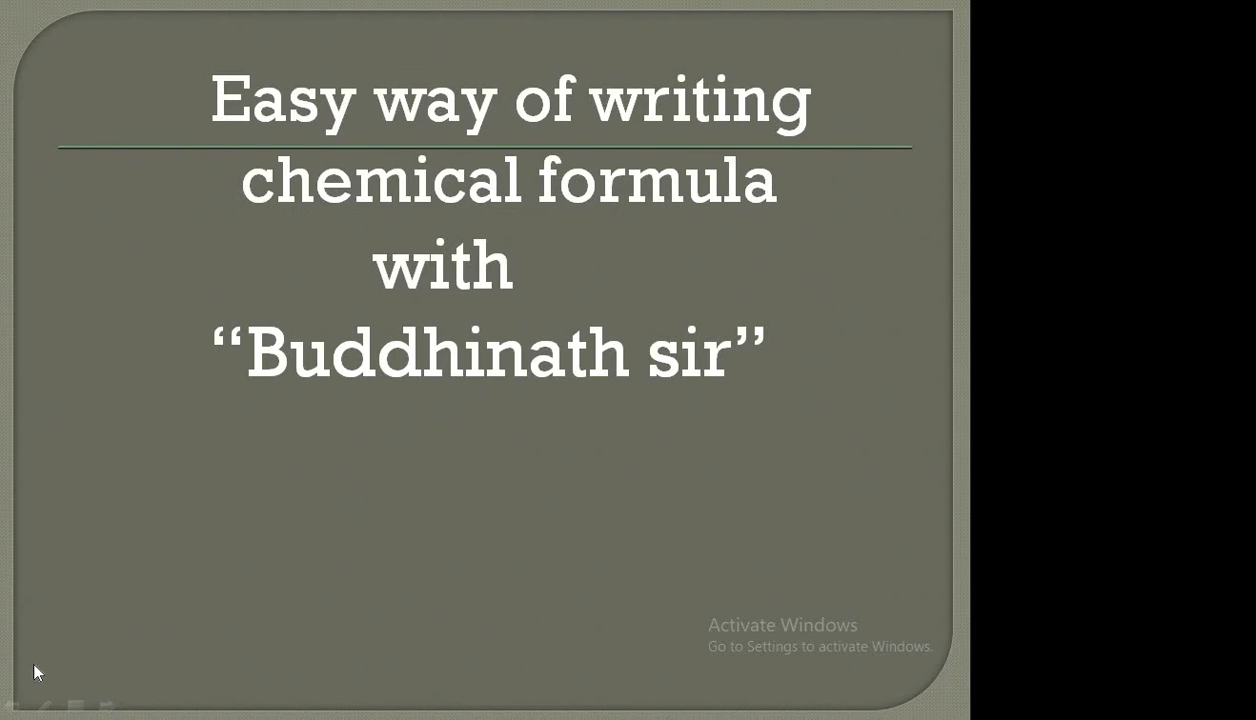 Easy way of writing
chemical formula
with
“Buddhinath sir”
Activate Windows
Go to Settings to activate Windows.